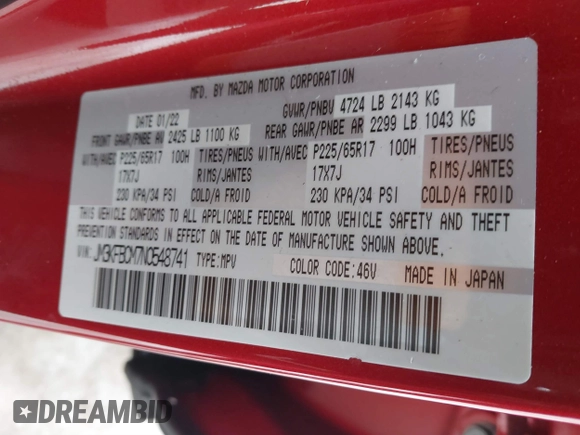 MFD. BY MAZDA MOTOR CORPORATION
DATE 01/22
GVWR/PNBV 4724 LB 2143 KG
FRONT GAWR/PNBE AV 2425 LB 1100 KG
REAR GAWR/PNBE AR 2299 LB 1043 KG
WITH/AVEC P225/65R17 100H TIRES/PNEUS
17X7J RIMS/JANTES
230 KPA/34 PSI COLD/A FROID
WITH/AVEC P225/65R17 100H TIRES/PNEUS
17X7J RIMS/JANTES
230 KPA/34 PSI COLD/A FROID
THIS VEHICLE CONFORMS TO ALL APPLICABLE FEDERAL MOTOR VEHICLE SAFETY AND THEFT
PREVENTION STANDARDS IN EFFECT ON THE DATE OF MANUFACTURE SHOWN ABOVE.
VIN: JM3KFBCM7N0548741 TYPE:MPV
COLOR CODE:46V MADE IN JAPAN
DREAMBID